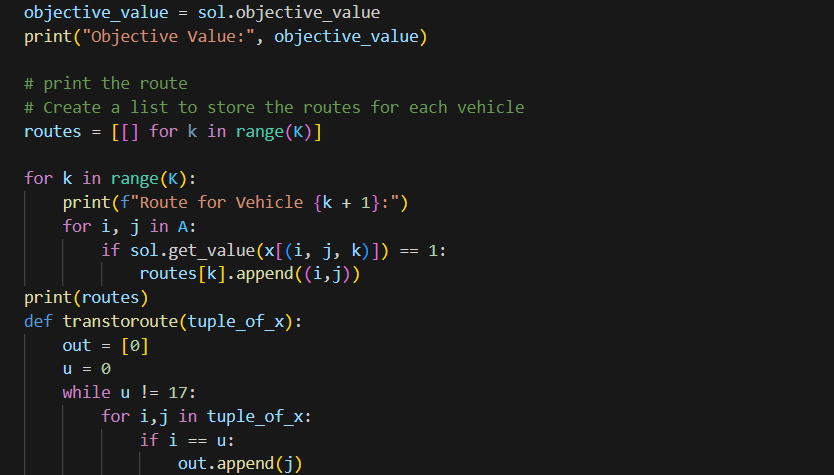 objective_value = sol.objective_value
print("Objective Value:", objective_value)
# print the route
# Create a list to store the routes for each vehicle
routes = [[] for k in range(K)]
for k in range(K):
    print(f"Route for Vehicle {k + 1}:")
    for i, j in A:
        if sol.get_value(x[(i, j, k)]) == 1:
            routes[k].append((i,j))
print(routes)
def transtoroute(tuple_of_x):
    out = [0]
    u = 0
    while u != 17:
        for i,j in tuple_of_x:
            if i == u:
                out.append(j)